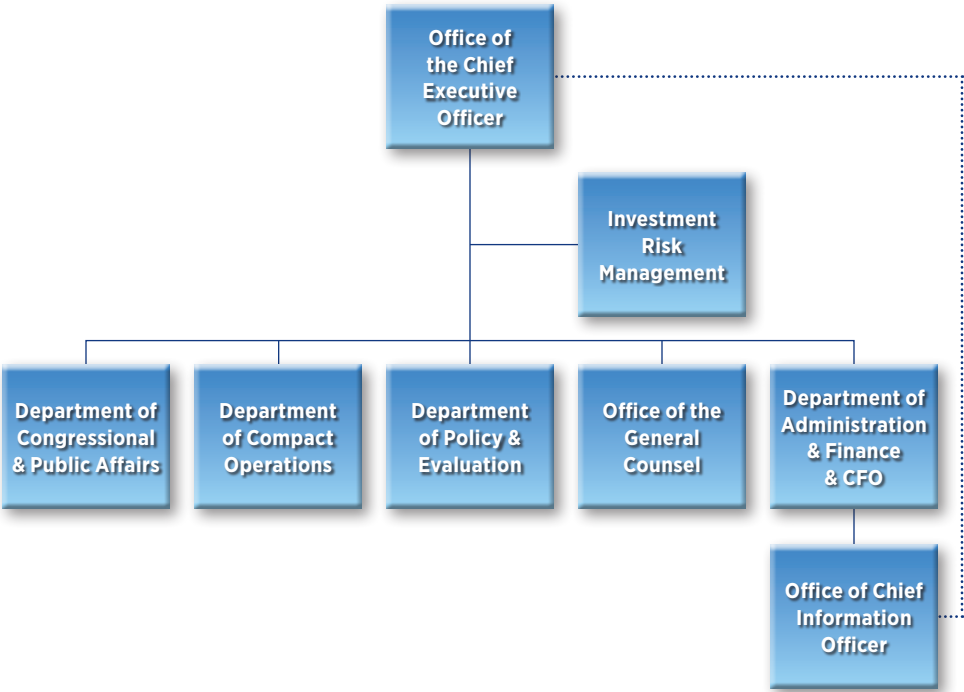 Office of
the Chief
Executive
Officer
Investment
Risk
Management
Department of
Congressional
& Public Affairs
Department
of Compact
Operations
Department
of Policy &
Evaluation
Office of the
General
Counsel
Department of
Administration
& Finance
& CFO
Office of Chief
Information
Officer